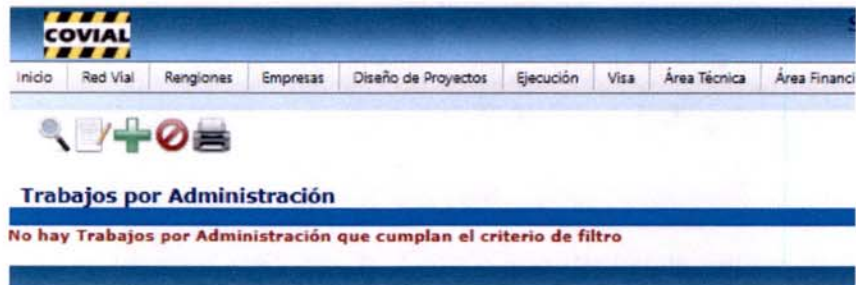 COVIAL
Inicio Red Vial Renglones Empresas Diseño de Proyectos Ejecución Visa Área Técnica
Trabajos por Administración
No hay Trabajos por Administración que cumplan el criterio de filtro